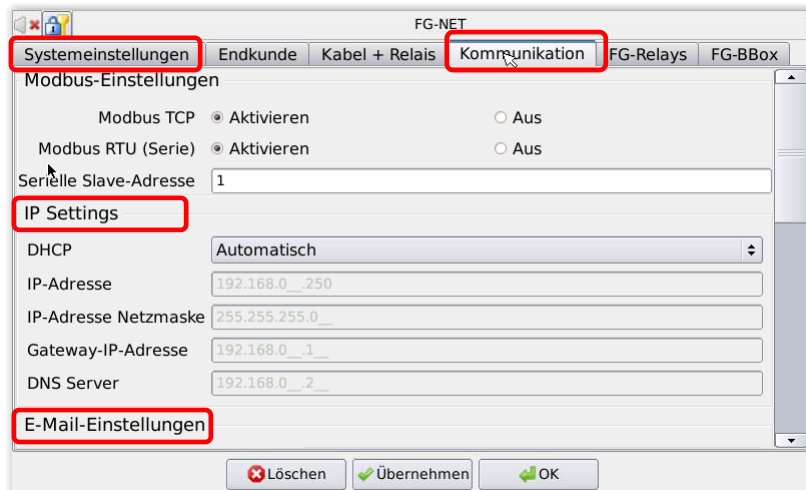 FG-NET
Systemeinstellungen Endkunde Kabel + Relais Kommunikation FG-Relays FG-BBox
Modbus-Einstellungen
Modbus TCP Aktivieren Aus
Modbus RTU (Serie) Aktivieren Aus
Serielle Slave-Adresse 1
IP Settings
DHCP Automatisch
IP-Adresse 192.168.0__.250
IP-Adresse Netzmaske 255.255.255.0__
Gateway-IP-Adresse 192.168.0__.1__
DNS Server 192.168.0__.2__
E-Mail-Einstellungen
Löschen Übernehmen OK